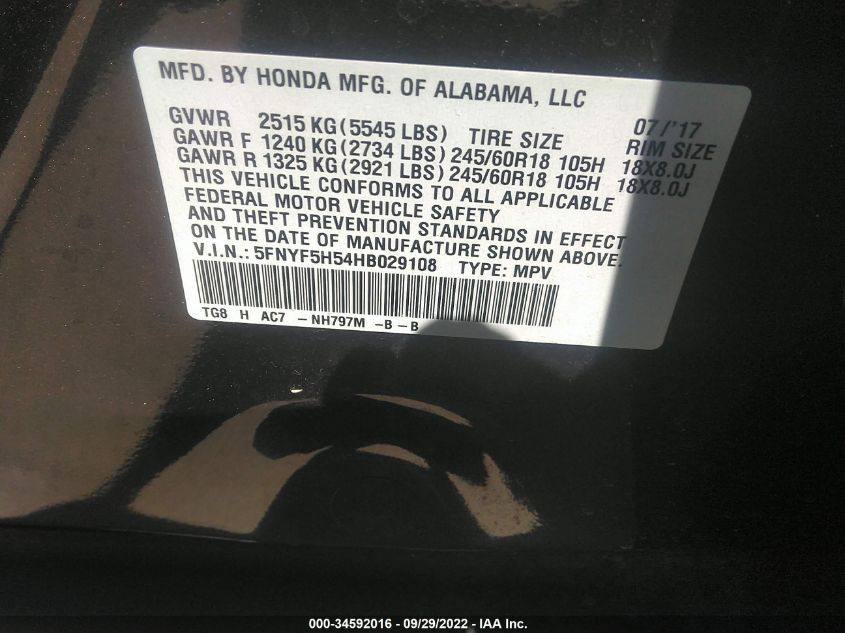 MFD. BY HONDA MFG. OF ALABAMA, LLC
GVWR 2515 KG(5545 LBS) TIRE SIZE 07/'17 RIM SIZE
GAWR F 1240 KG(2734 LBS) 245/60R18 105H 18X8.0J
GAWR R 1325 KG(2921 LBS) 245/60R18 105H 18X8.0J
THIS VEHICLE CONFORMS TO ALL APPLICABLE
FEDERAL MOTOR VEHICLE SAFETY
AND THEFT PREVENTION STANDARDS IN EFFECT
ON THE DATE OF MANUFACTURE SHOWN ABOVE.
V.I.N.: 5FNYF5H54HB029108 TYPE: MPV
TG8 H AC7 -NH797M -B-B
000-34592016 - 09/29/2022 - IAA Inc.